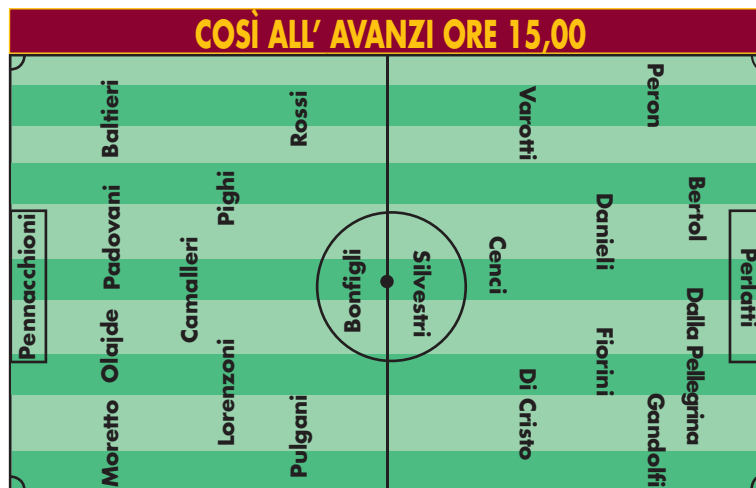 COSÌ ALL' AVANZI ORE 15,00
Pennacchioni
Baltieri
Padovani
Olajde
Moretto
Camalleri
Pighi
Lorenzoni
Rossi
Pulgani
Bonfigli
Silvestri
Cenci
Varotti
Di Cristo
Danieli
Fiorini
Peron
Gandolfi
Bertol
Dalla Pellegrina
Perlatti